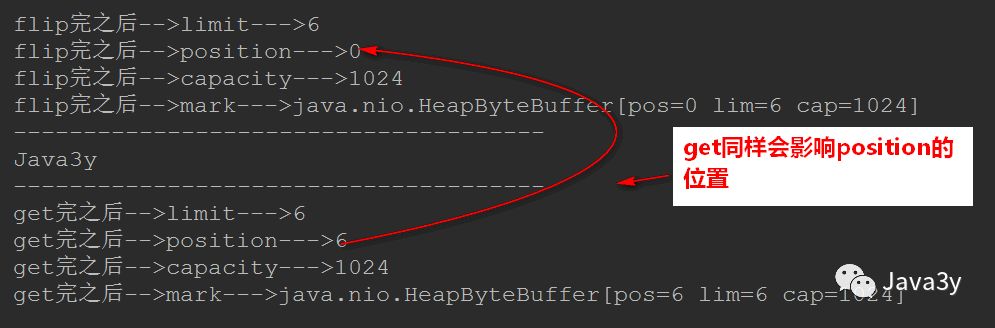 flip完之后-->limit--->6
flip完之后-->position--->0
flip完之后-->capacity--->1024
flip完之后-->mark--->java.nio.HeapByteBuffer[pos=0 lim=6 cap=1024]
--------------------------------------
Java3y
--------------------------------------
get同样会影响position的
位置
get完之后-->limit--->6
get完之后-->position--->6
get完之后-->capacity--->1024
get完之后-->mark--->java.nio.HeapByteBuffer[pos=6 lim=6 cap=1024]
Java3y